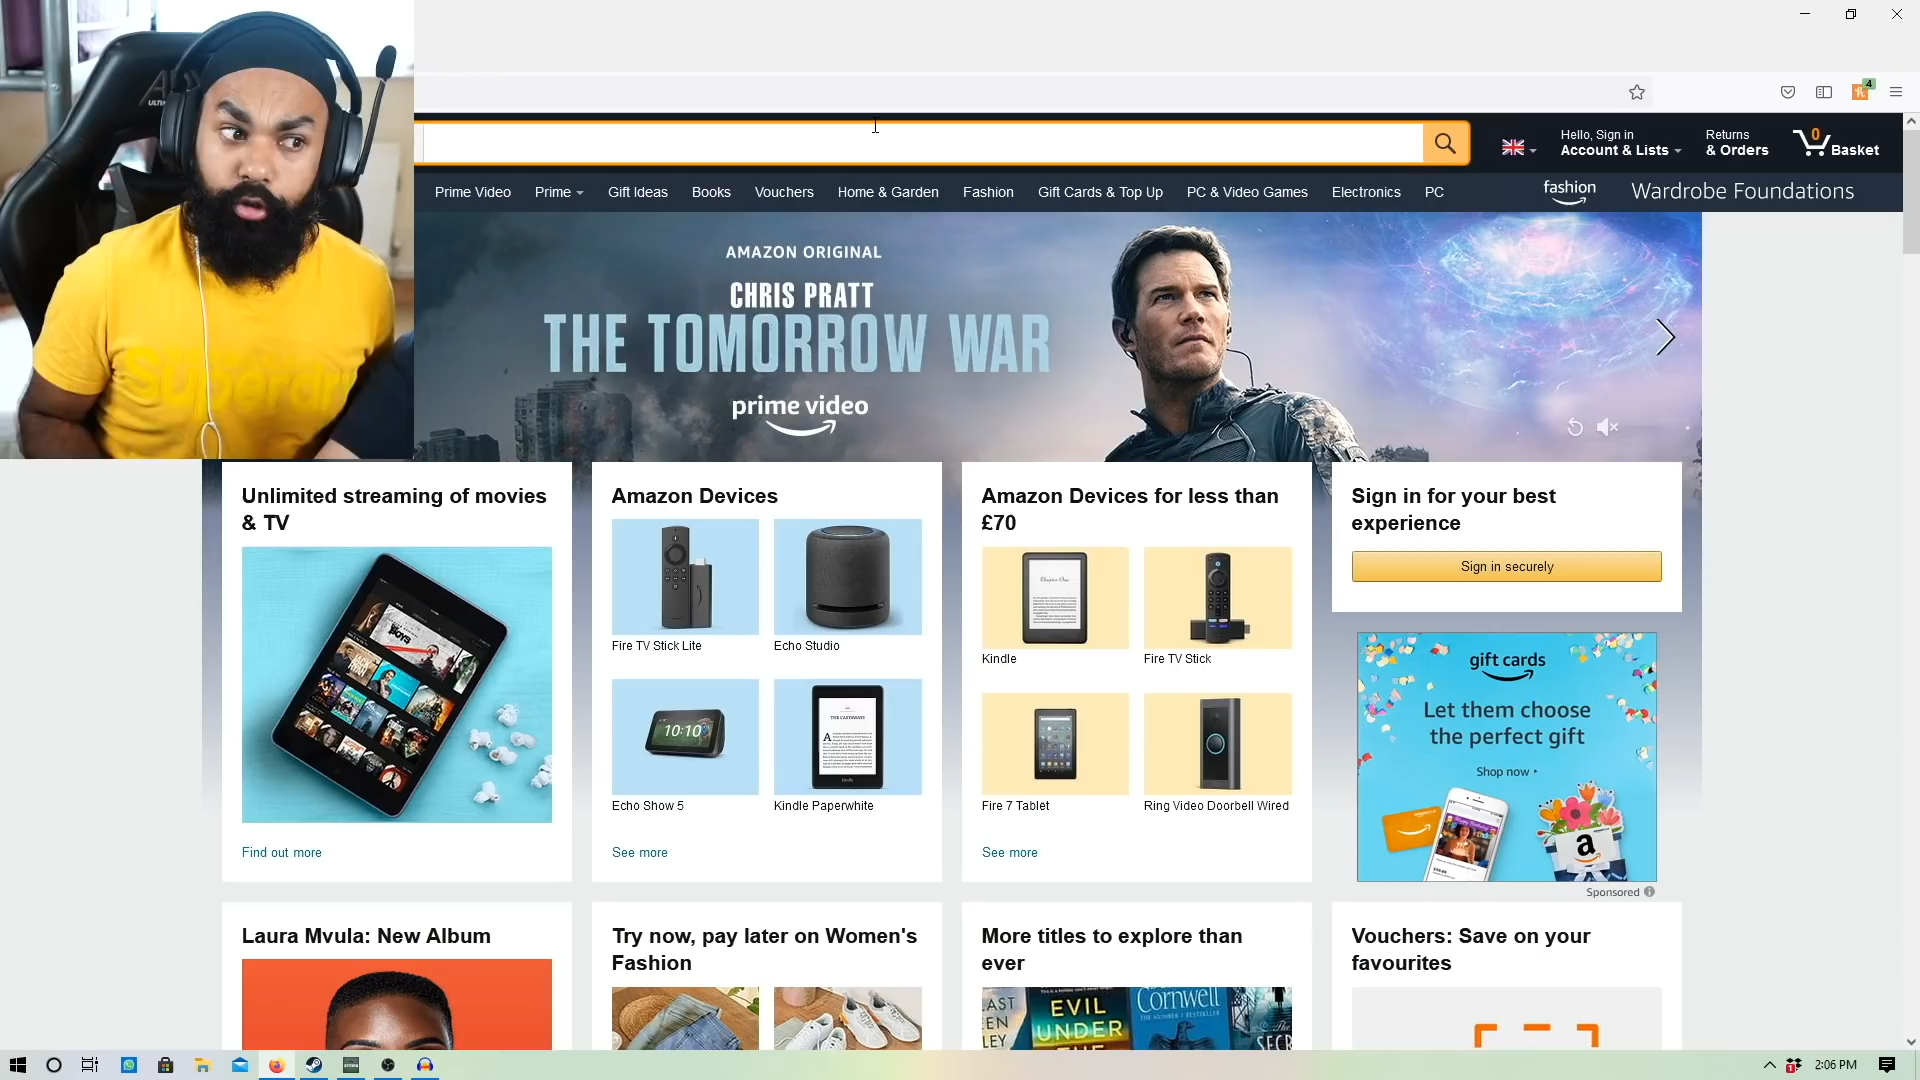 4
Hello, Sign in
Account & Lists
Returns
& Orders
0
Basket
Prime Video
Prime
Gift Ideas
Books
Vouchers
Home & Garden
Fashion
Gift Cards & Top Up
PC & Video Games
Electronics
PC
fashion
Wardrobe Foundations
AMAZON ORIGINAL
CHRIS PRATT
THE TOMORROW WAR
prime video
Unlimited streaming of movies
& TV
Find out more
Amazon Devices
Fire TV Stick Lite
Echo Studio
10:10
Echo Show 5
Kindle Paperwhite
See more
Amazon Devices for less than
£70
Kindle
Fire TV Stick
Fire 7 Tablet
Ring Video Doorbell Wired
See more
Sign in for your best
experience
Sign in securely
gift cards
Let them choose
the perfect gift
Shop now
a
Sponsored
Laura Mvula: New Album
Try now, pay later on Women's
Fashion
More titles to explore than
ever
EVIL
UNDER
Cornwell
Vouchers: Save on your
favourites
2:06 PM